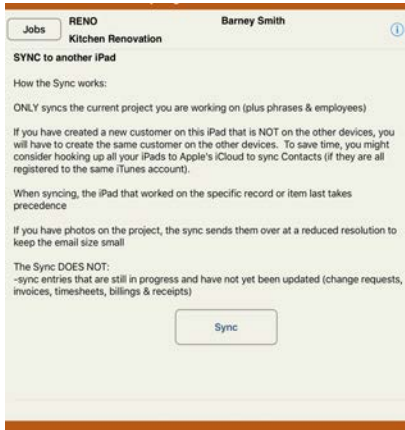 Jobs
RENO
Barney Smith
Kitchen Renovation
SYNC to another iPad
How the Sync works:
ONLY syncs the current project you are working on (plus phrases & employees)
If you have created a new customer on this iPad that is NOT on the other devices, you
will have to create the same customer on the other devices. To save time, you might
consider hooking up all your iPads to Apple's iCloud to sync Contacts (if they are all
registered to the same iTunes account).
When syncing, the iPad that worked on the specific record or item last takes
precedence
If you have photos on the project, the sync sends them over at a reduced resolution to
keep the email size small
The Sync DOES NOT:
-sync entries that are still in progress and have not yet been updated (change requests,
invoices, timesheets, billings & receipts)
Sync